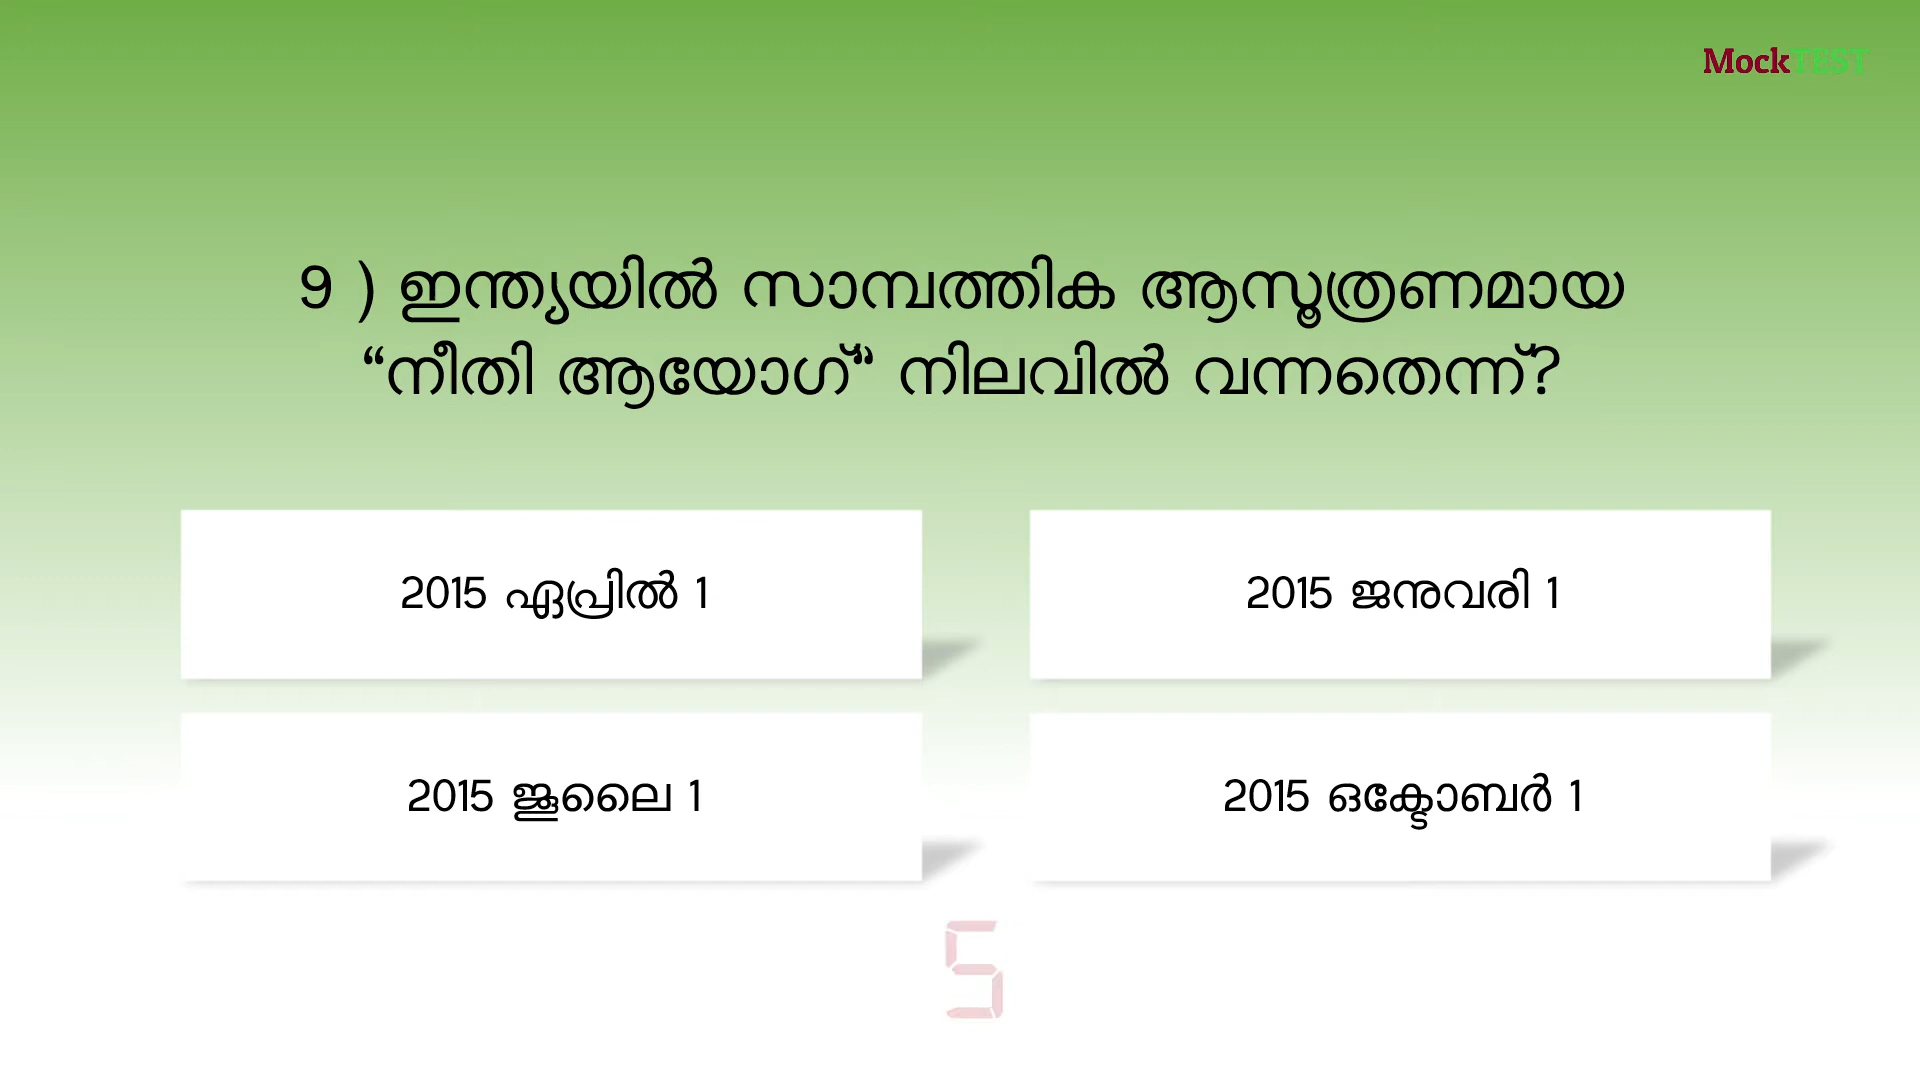 MockTEST
9 ) ഇന്ത്യയിൽ സാമ്പത്തിക ആസൂത്രണമായ
“നീതി ആയോഗ്” നിലവിൽ വന്നതെന്ന്?
2015 ഏപ്രിൽ 1
2015 ജനുവരി 1
2015 ജൂലൈ 1
2015 ഒക്ടോബർ 1
5